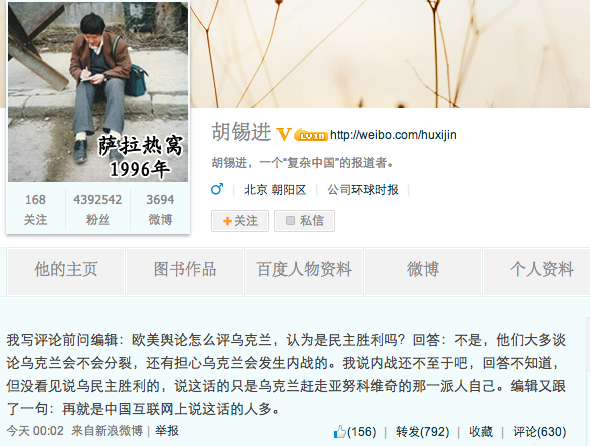 萨拉热窝
1996年
胡锡进 V LV10 http://weibo.com/huxijin
胡锡进,一个“复杂中国”的报道者。
168 4392542 3694
关注 粉丝 微博
♂ | 北京 朝阳区 | 公司环球时报 |
+关注 私信
他的主页 图书作品 百度人物资料 微博 个人资料
我写评论前问编辑:欧美舆论怎么评乌克兰,认为是民主胜利吗?回答:不是,他们大多谈
论乌克兰会不会分裂,还有担心乌克兰会发生内战的。我说内战还不至于吧,回答不知道,
但没看见说乌民主胜利的,说这话的只是乌克兰赶走亚努科维奇的那一派人自己。编辑又跟
了一句:再就是中国互联网上说这话的人多。
今天 00:02 来自新浪微博 | 举报 (156) | 转发(792) | 收藏 | 评论(630)